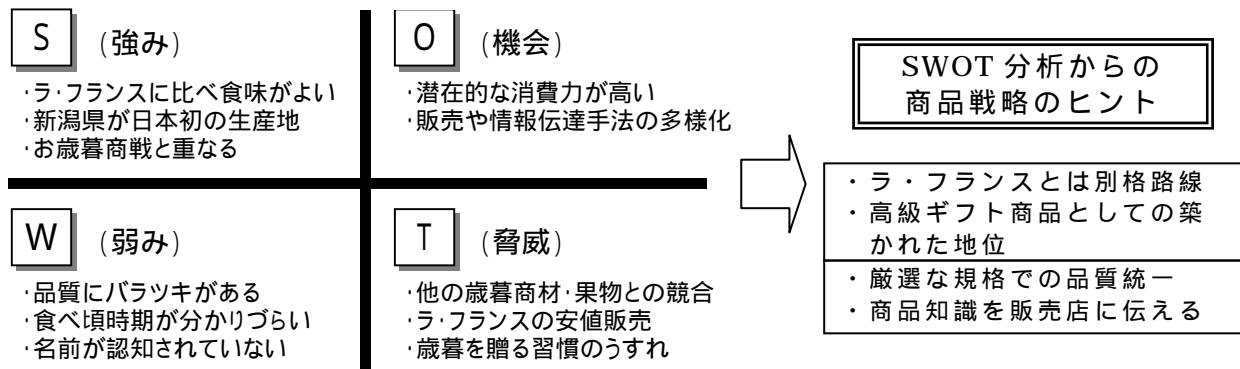 S (強み)
・ラ・フランスに比べ食味がよい
・新潟県が日本初の生産地
・お歳暮商戦と重なる
O (機会)
・潜在的な消費力が高い
・販売や情報伝達手法の多様化
W (弱み)
・品質にバラツキがある
・食べ頃時期が分かりづらい
・名前が認知されていない
T (脅威)
・他の歳暮商材・果物との競合
・ラ・フランスの安値販売
・歳暮を贈る習慣のうすれ
SWOT 分析からの
商品戦略のヒント
・ラ・フランスとは別格路線
・高級ギフト商品としての築
かれた地位
・厳選な規格での品質統一
・商品知識を販売店に伝える